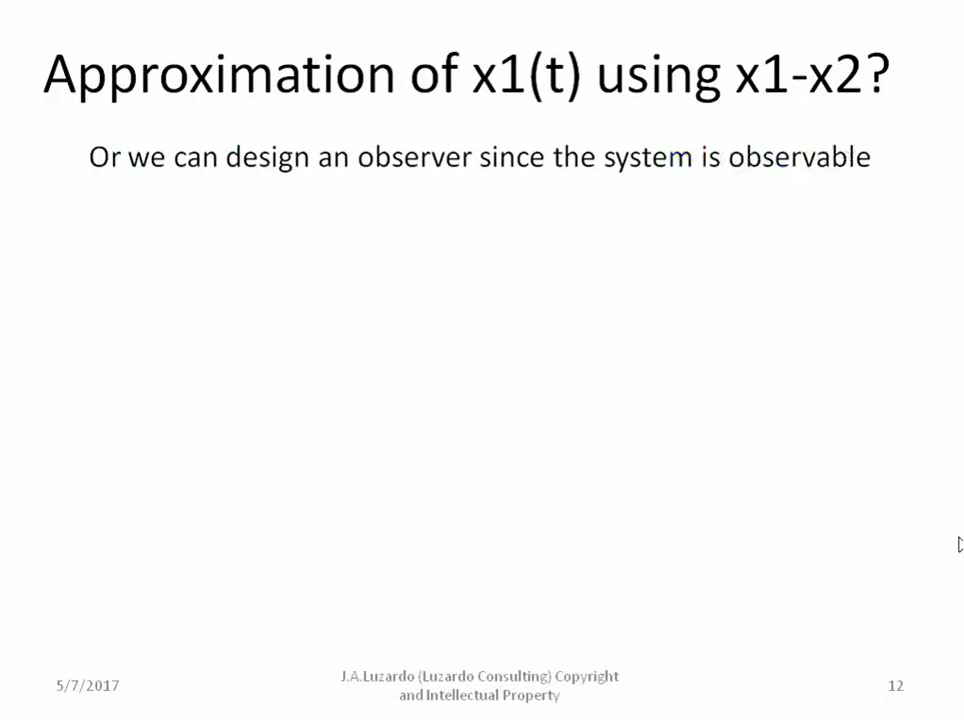 Approximation of x1(t) using x1-x2?
Or we can design an observer since the system is observable
5/7/2017
J.A.Luzardo (Luzardo Consulting) Copyright
and Intellectual Property
12